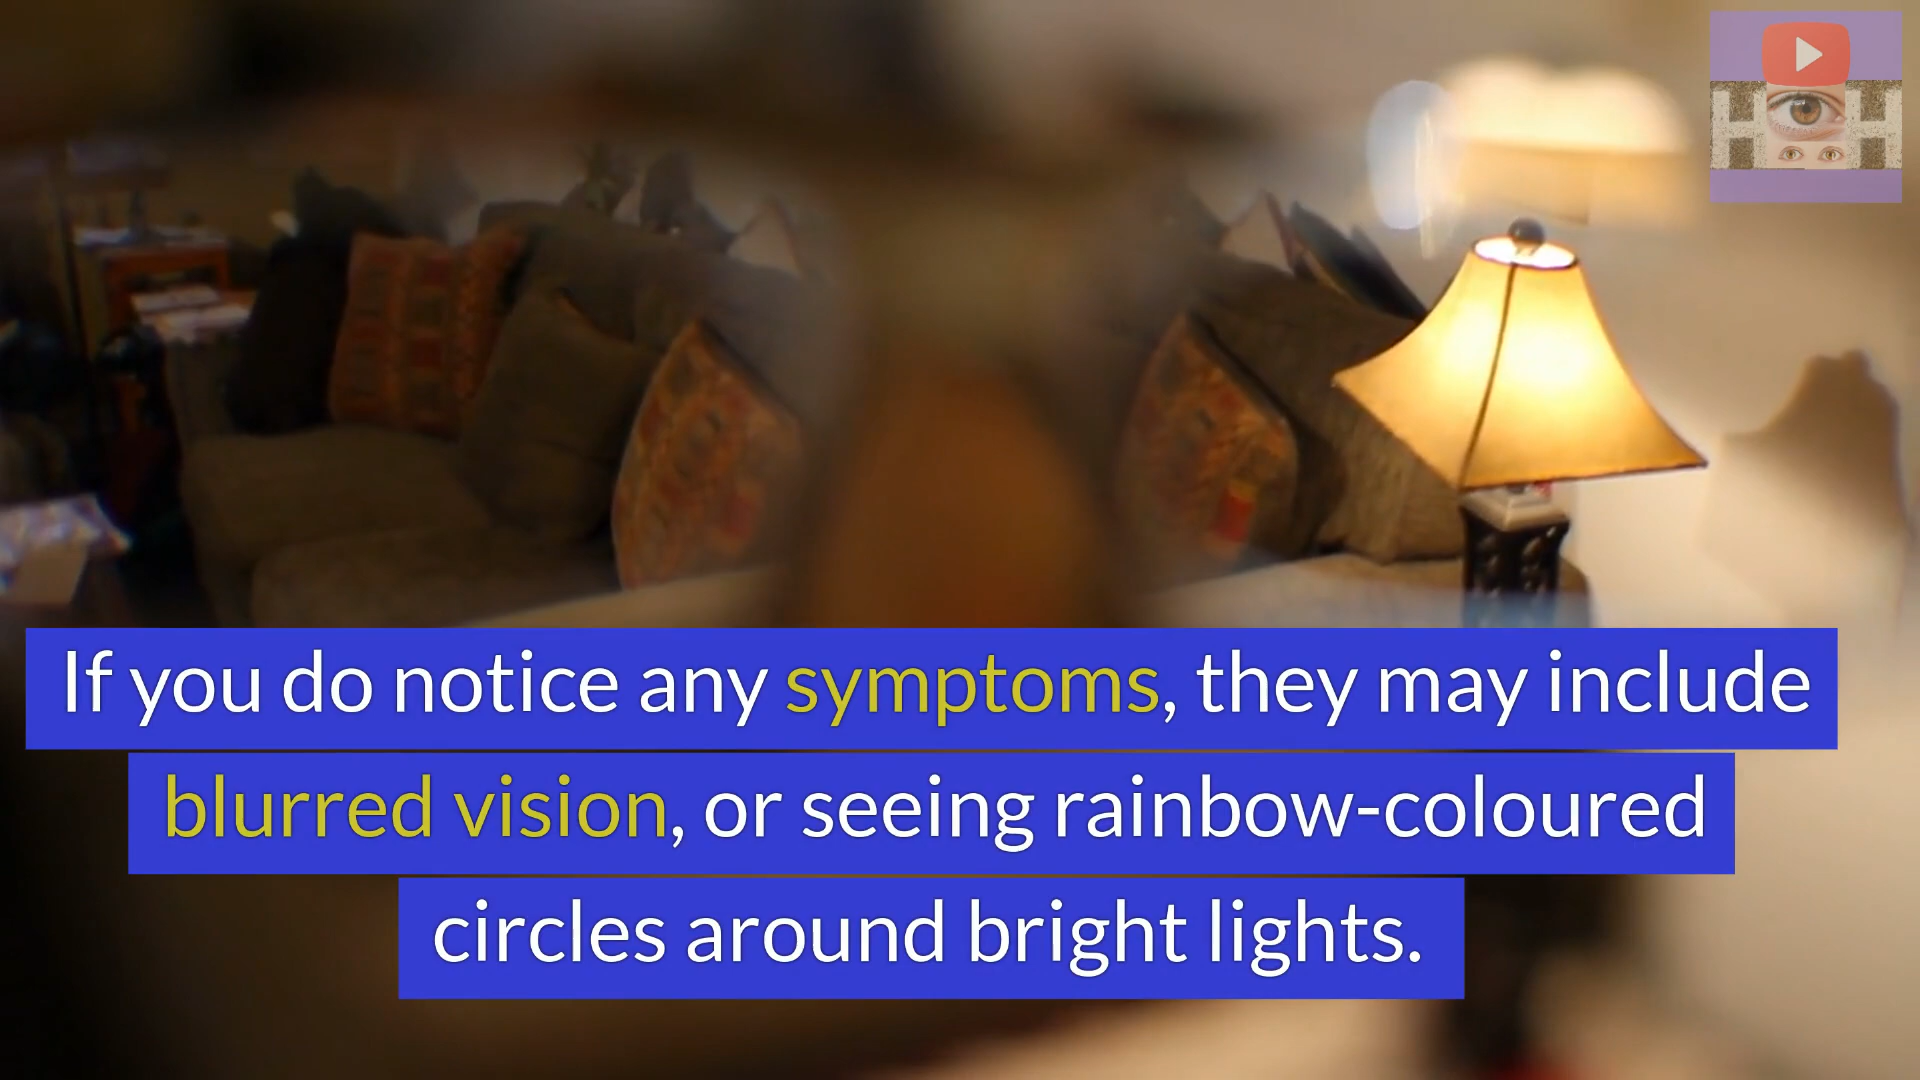 If you do notice any symptoms, they may include
blurred vision, or seeing rainbow-coloured
circles around bright lights.
H H